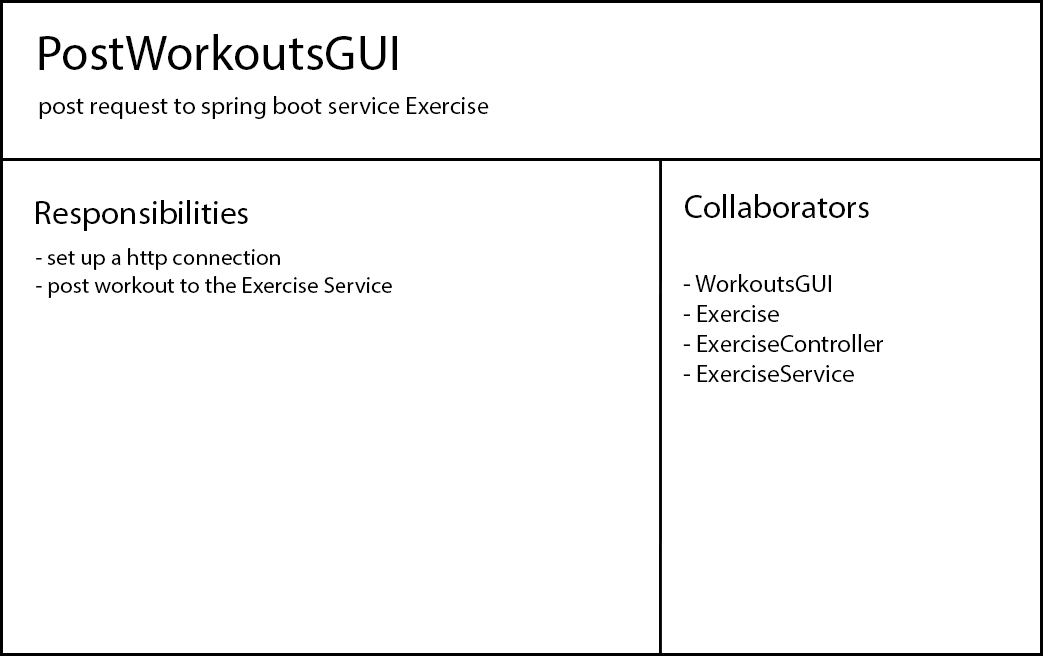 PostWorkoutsGUI
post request to spring boot service Exercise
Responsibilities
- set up a http connection
- post workout to the Exercise Service
Collaborators
- WorkoutsGUI
- Exercise
- ExerciseController
- ExerciseService